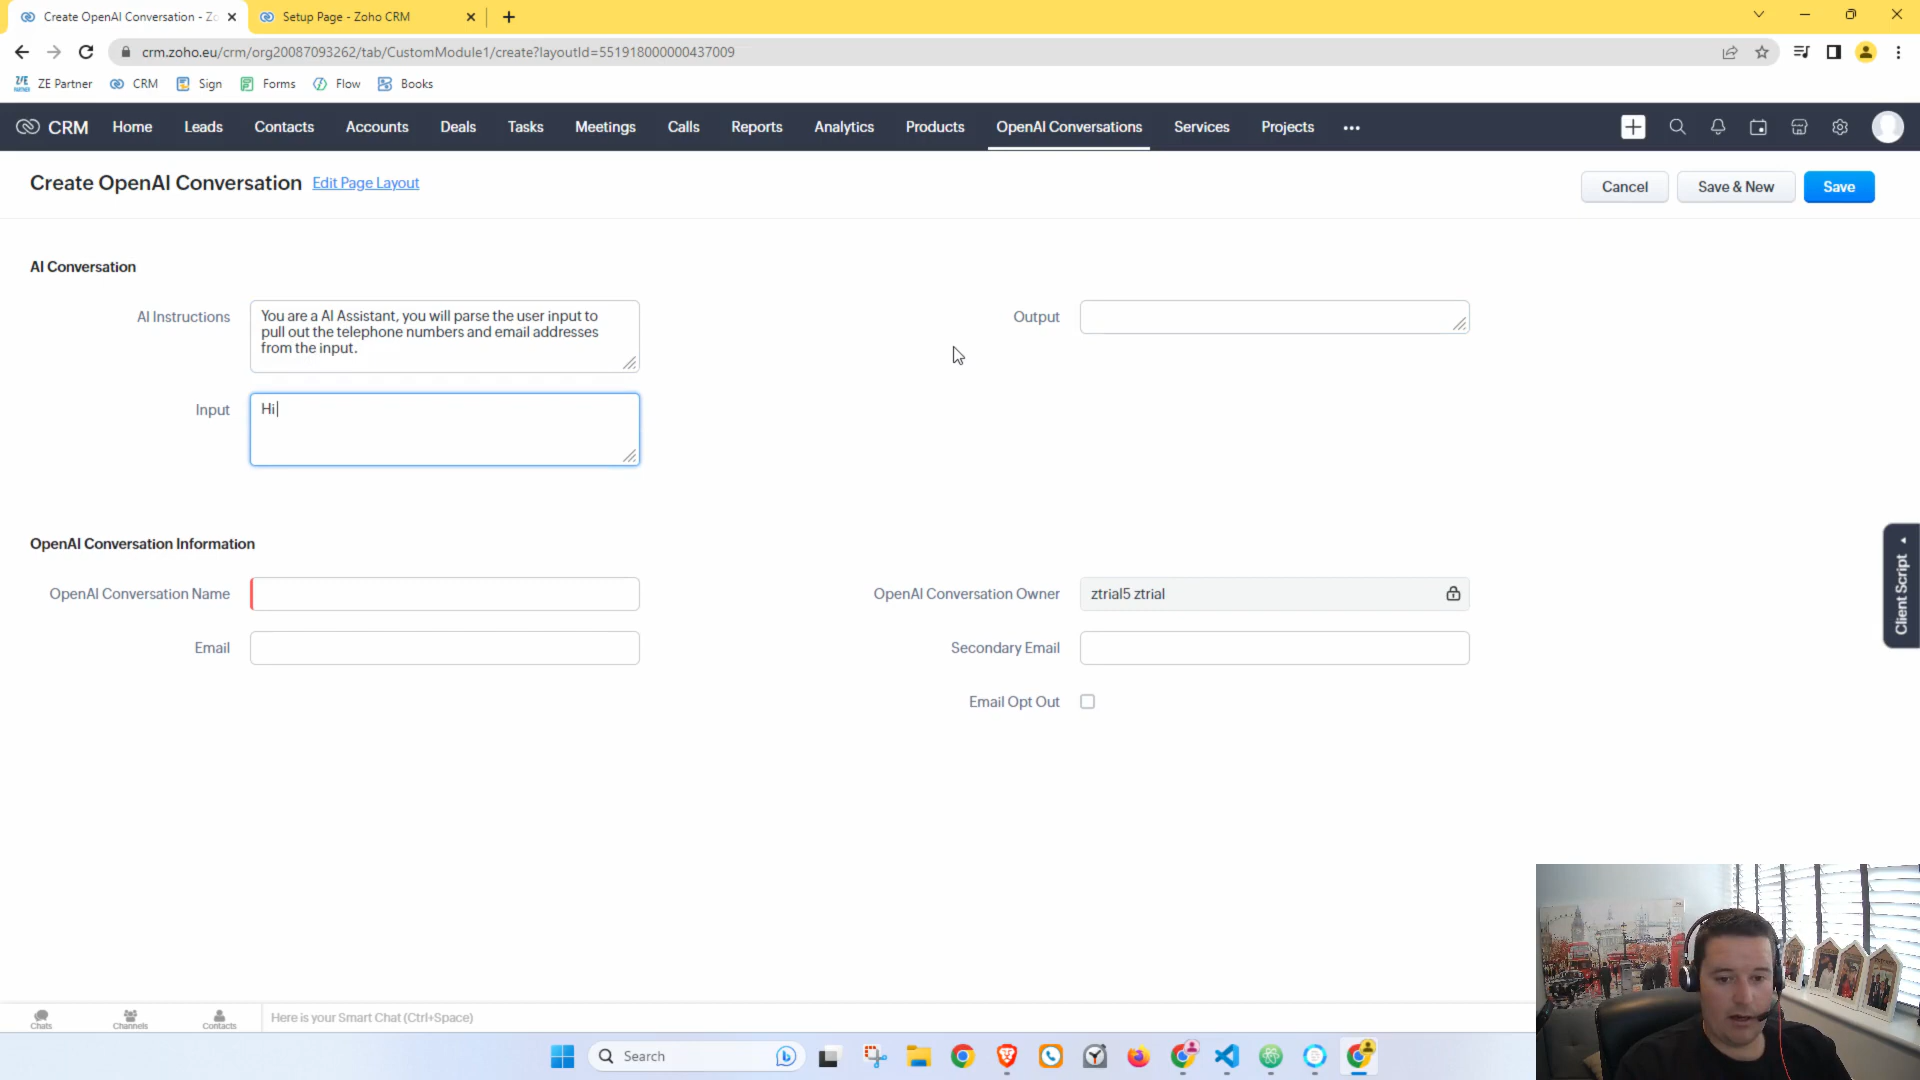 Create OpenAI Conversation - Zo
Setup Page - Zoho CRM
crm.zoho.eu/crm/org20087093262/tab/CustomModule1/create?layoutId=551918000000437009
ZE Partner CRM Sign Forms Flow Books
CRM Home Leads Contacts Accounts Deals Tasks Meetings Calls Reports Analytics Products OpenAI Conversations Services Projects •••
Create OpenAI Conversation Edit Page Layout
Cancel Save & New Save
AI Conversation
AI Instructions
You are a AI Assistant, you will parse the user input to
pull out the telephone numbers and email addresses
from the input.
Output
Input
Hi
OpenAI Conversation Information
OpenAI Conversation Name
OpenAI Conversation Owner
ztrial5 ztrial
Email
Secondary Email
Email Opt Out
Client Script
Chats Channels Contacts
Here is your Smart Chat (Ctrl+Space)
Search